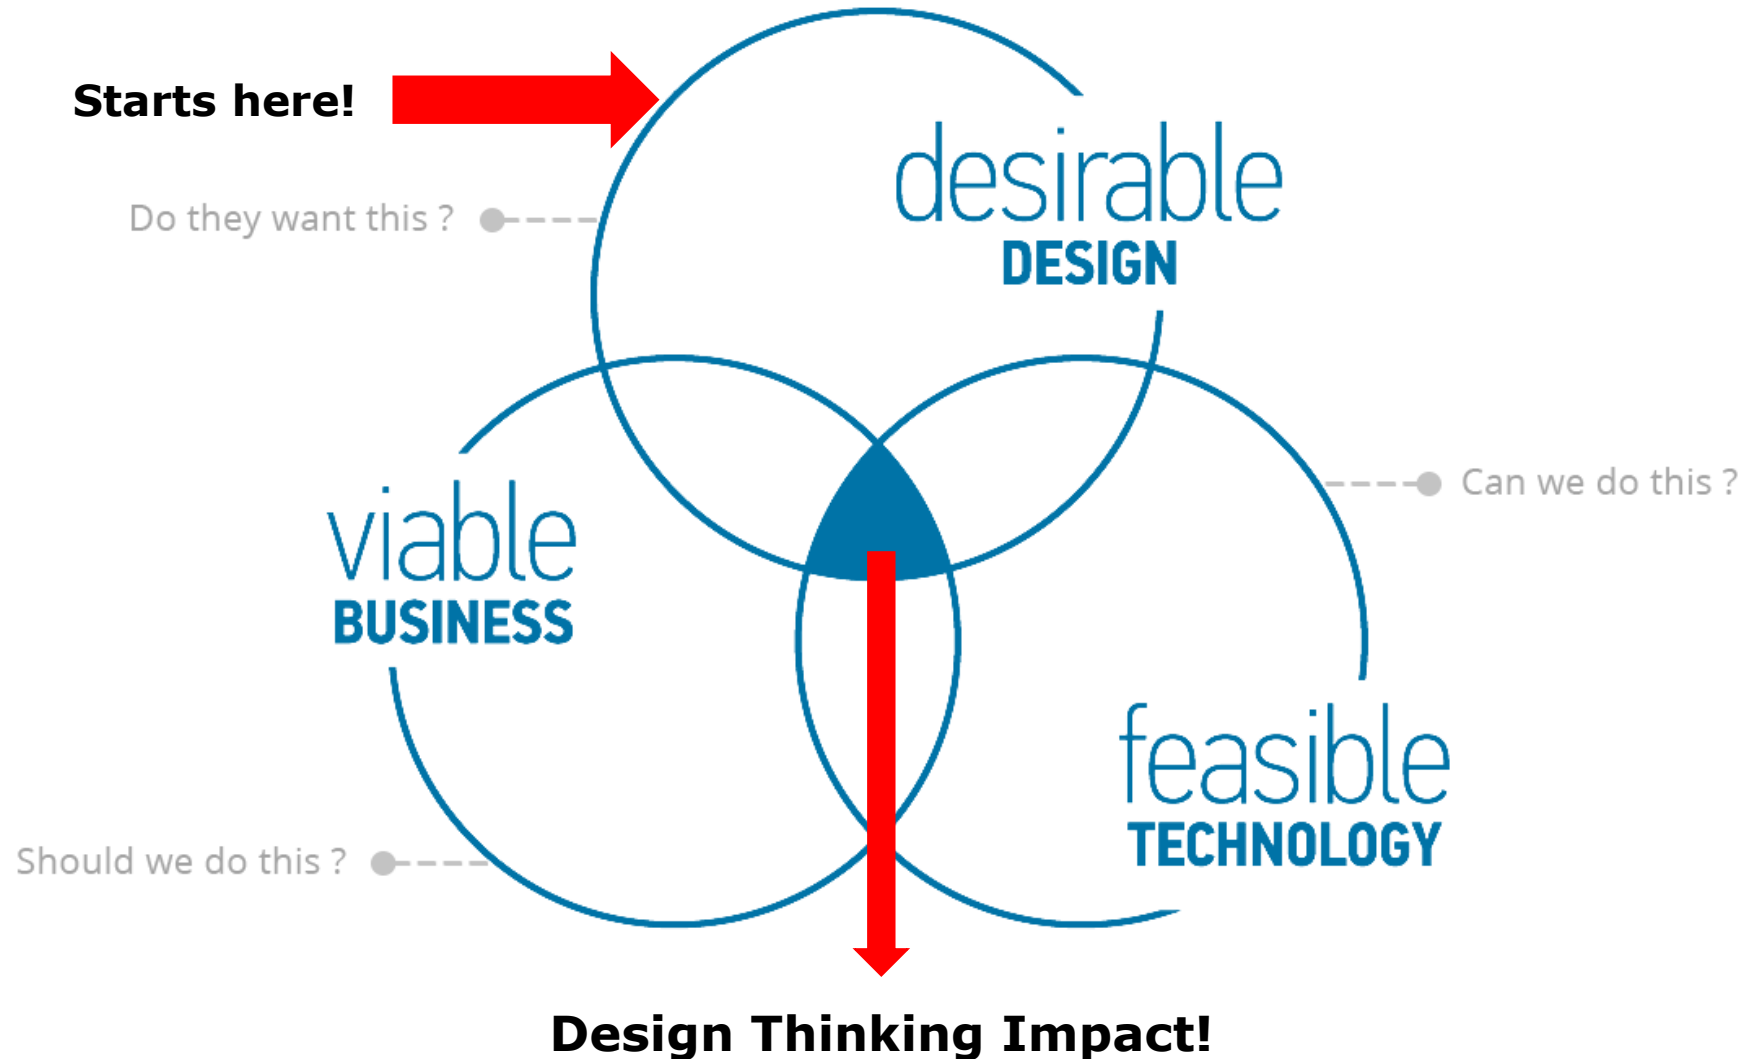 Starts here!
Do they want this ?
desirable
DESIGN
Can we do this ?
viable
BUSINESS
feasible
TECHNOLOGY
Should we do this ?
Design Thinking Impact!